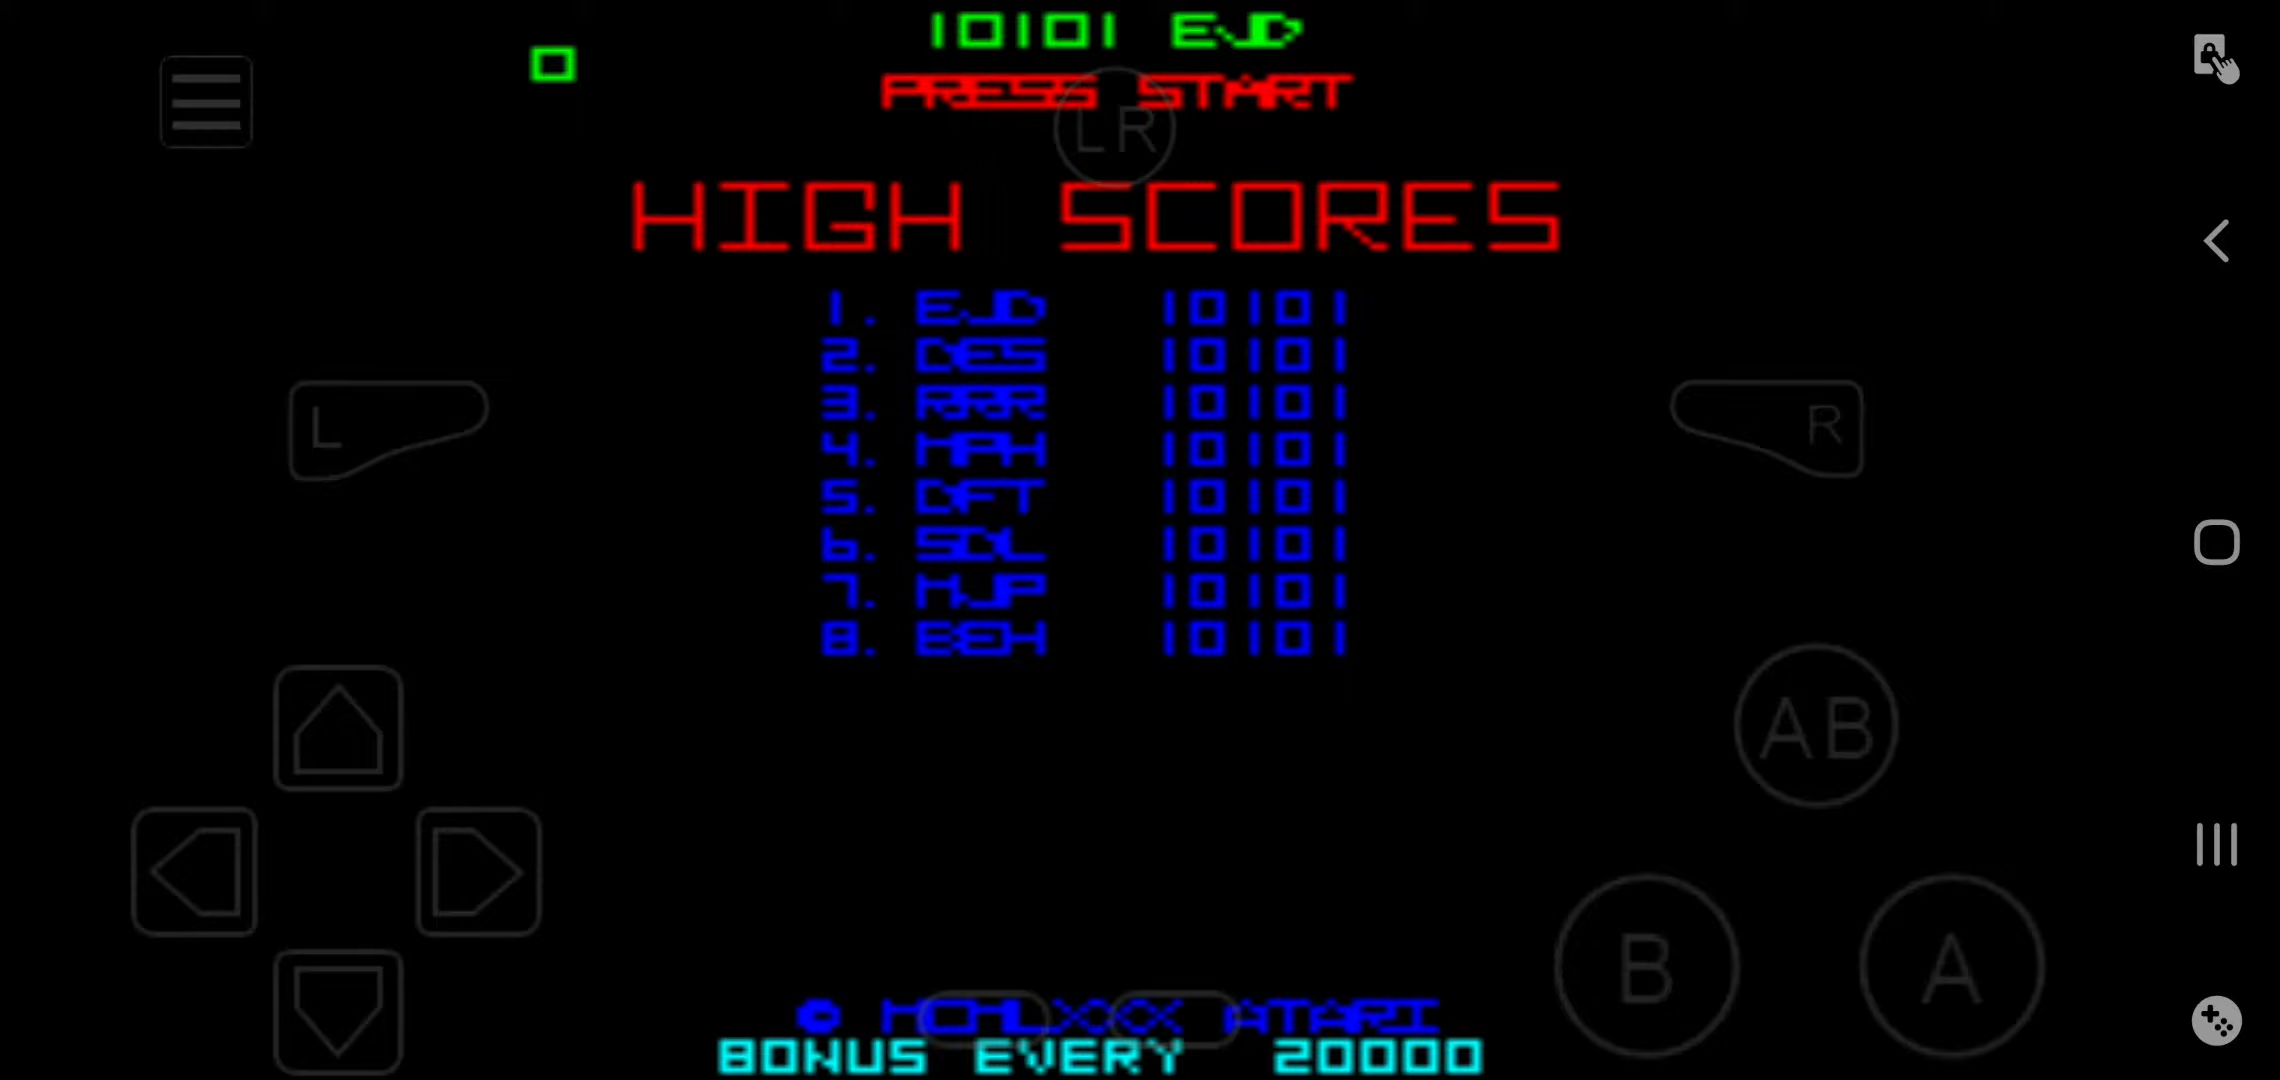 10101 EJD
0
PRESS START
LR
HIGH SCORES
1. EJD 10101
2. DES 10101
3. RRR 10101
4. MPH 10101
5. DFT 10101
6. SDL 10101
7. MJP 10101
8. BEH 10101
L
R
AB
B
A
© MCMLXXX ATARI
BONUS EVERY 20000